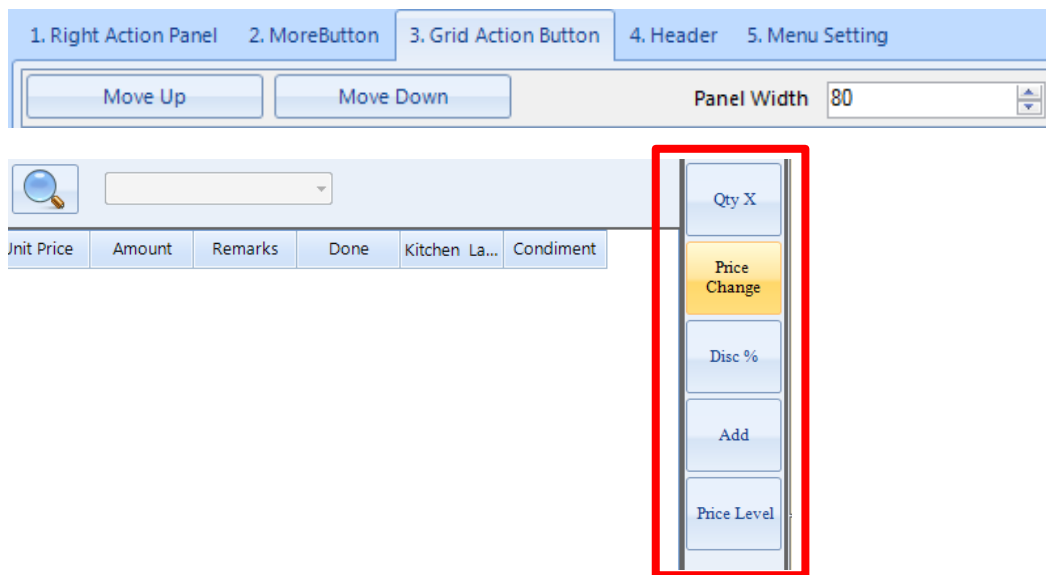 1. Right Action Panel 2. MoreButton 3. Grid Action Button 4. Header 5. Menu Setting
Move Up Move Down Panel Width 80
Qty X
Unit Price Amount Remarks Done Kitchen La... Condiment
Price
Change
Disc %
Add
Price Level